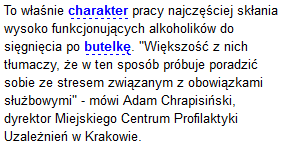 To właśnie charakter pracy najczęściej skłania
wysoko funkcjonujących alkoholików do
sięgnięcia po butelkę. "Większość z nich
tłumaczy, że w ten sposób próbuje poradzić
sobie ze stresem związanym z obowiązkami
służbowymi" - mówi Adam Chrapisiński,
dyrektor Miejskiego Centrum Profilaktyki
Uzależnień w Krakowie.